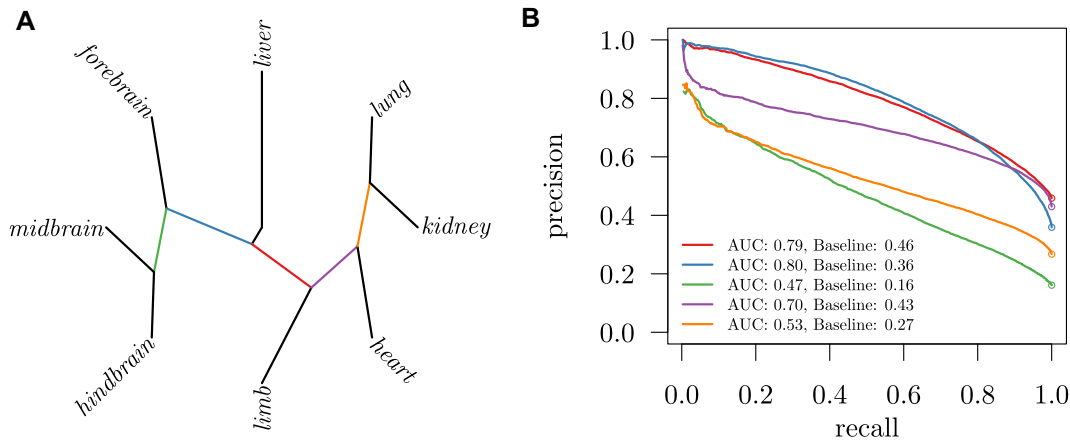 A
forebrain
liver
lung
midbrain
kidney
hindbrain
limb
heart
B
precision
1.0
0.8
0.6
0.4
0.2
0.0
AUC: 0.79, Baseline: 0.46
AUC: 0.80, Baseline: 0.36
AUC: 0.47, Baseline: 0.16
AUC: 0.70, Baseline: 0.43
AUC: 0.53, Baseline: 0.27
0.0 0.2 0.4 0.6 0.8 1.0
recall